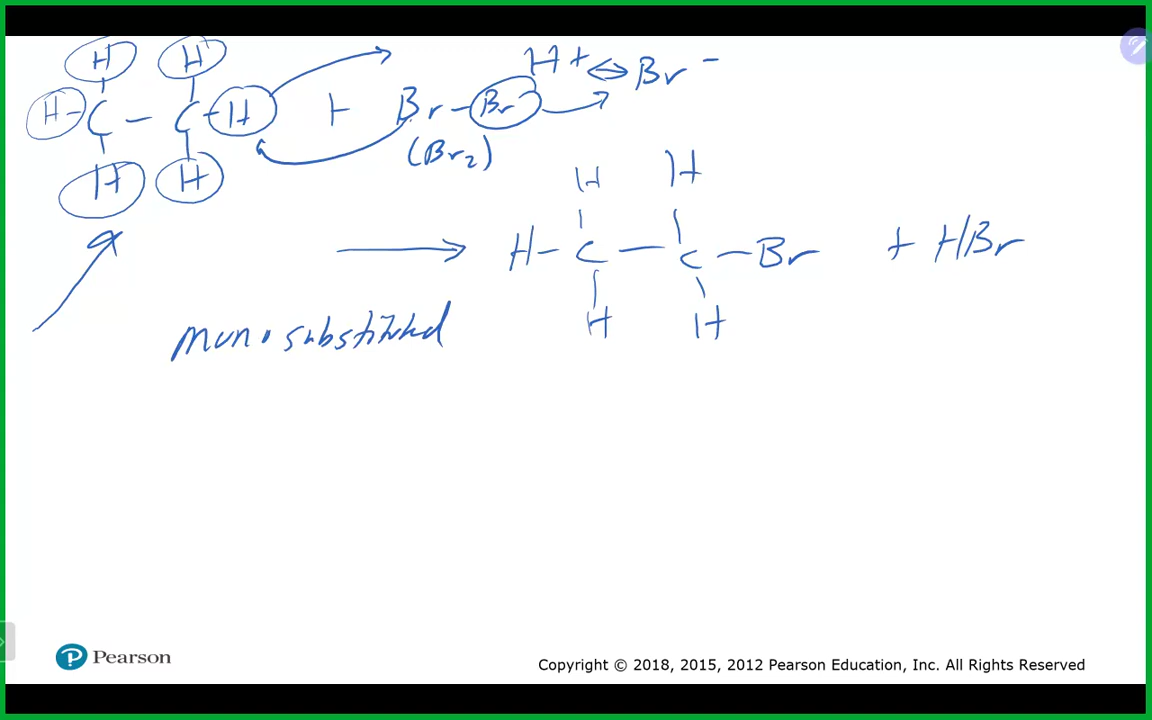 H H H + ⇔ Br -
H - C - C - H + Br - Br
(Br₂)
H H
H H
H - C - C - Br + HBr
H H
mono substituted
Pearson
Copyright © 2018, 2015, 2012 Pearson Education, Inc. All Rights Reserved